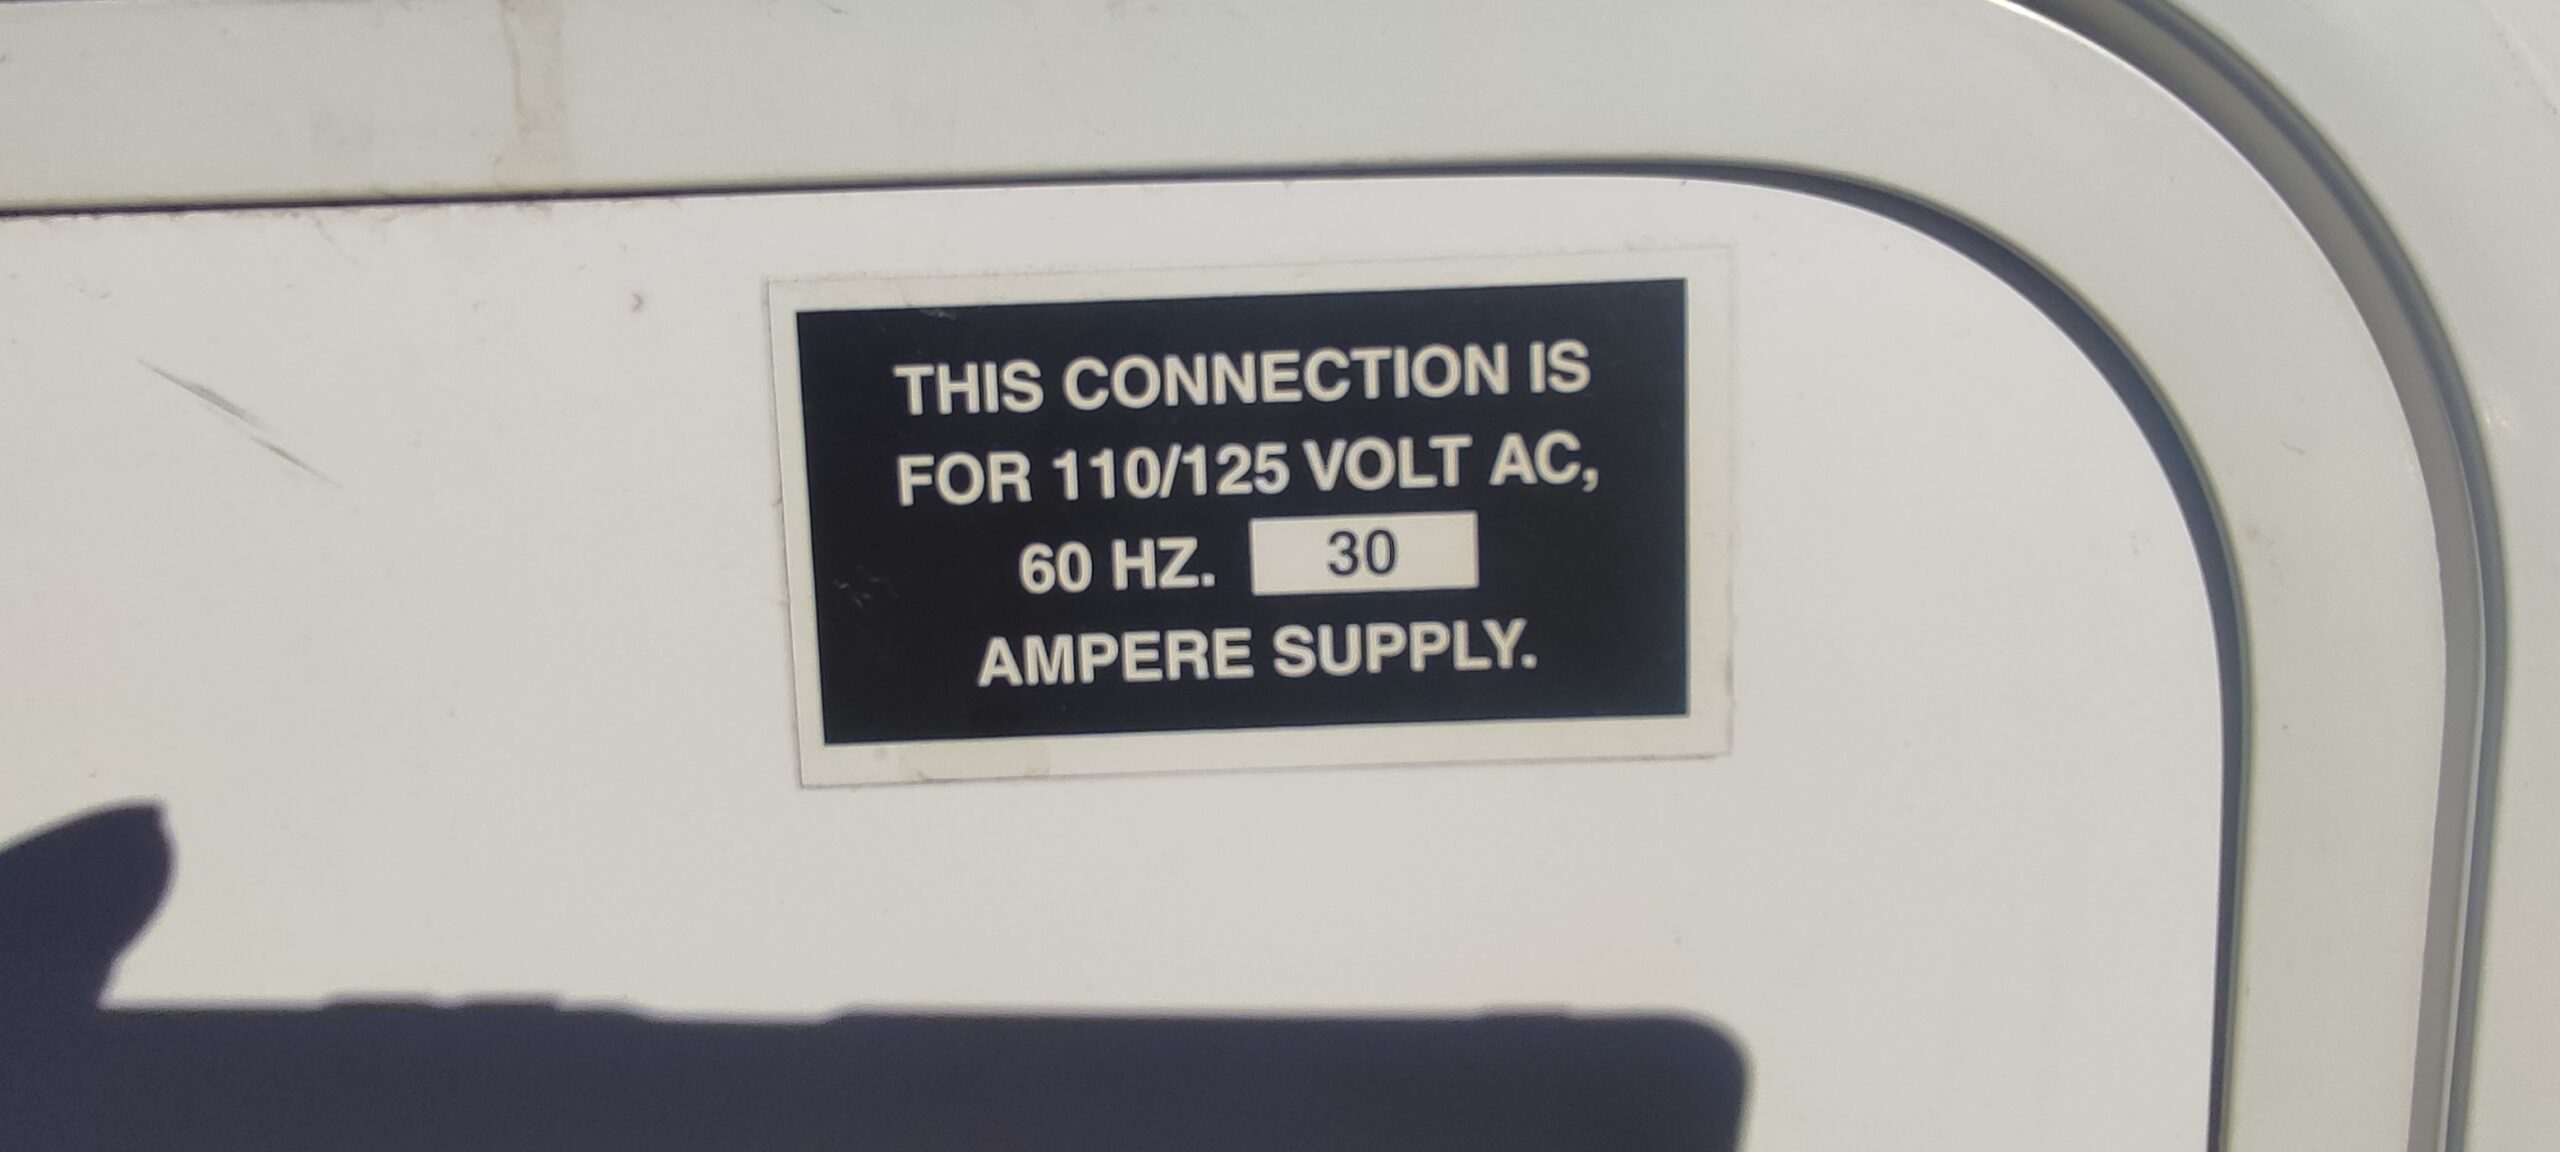 THIS CONNECTION IS
FOR 110/125 VOLT AC,
60 HZ. 30
AMPERE SUPPLY.